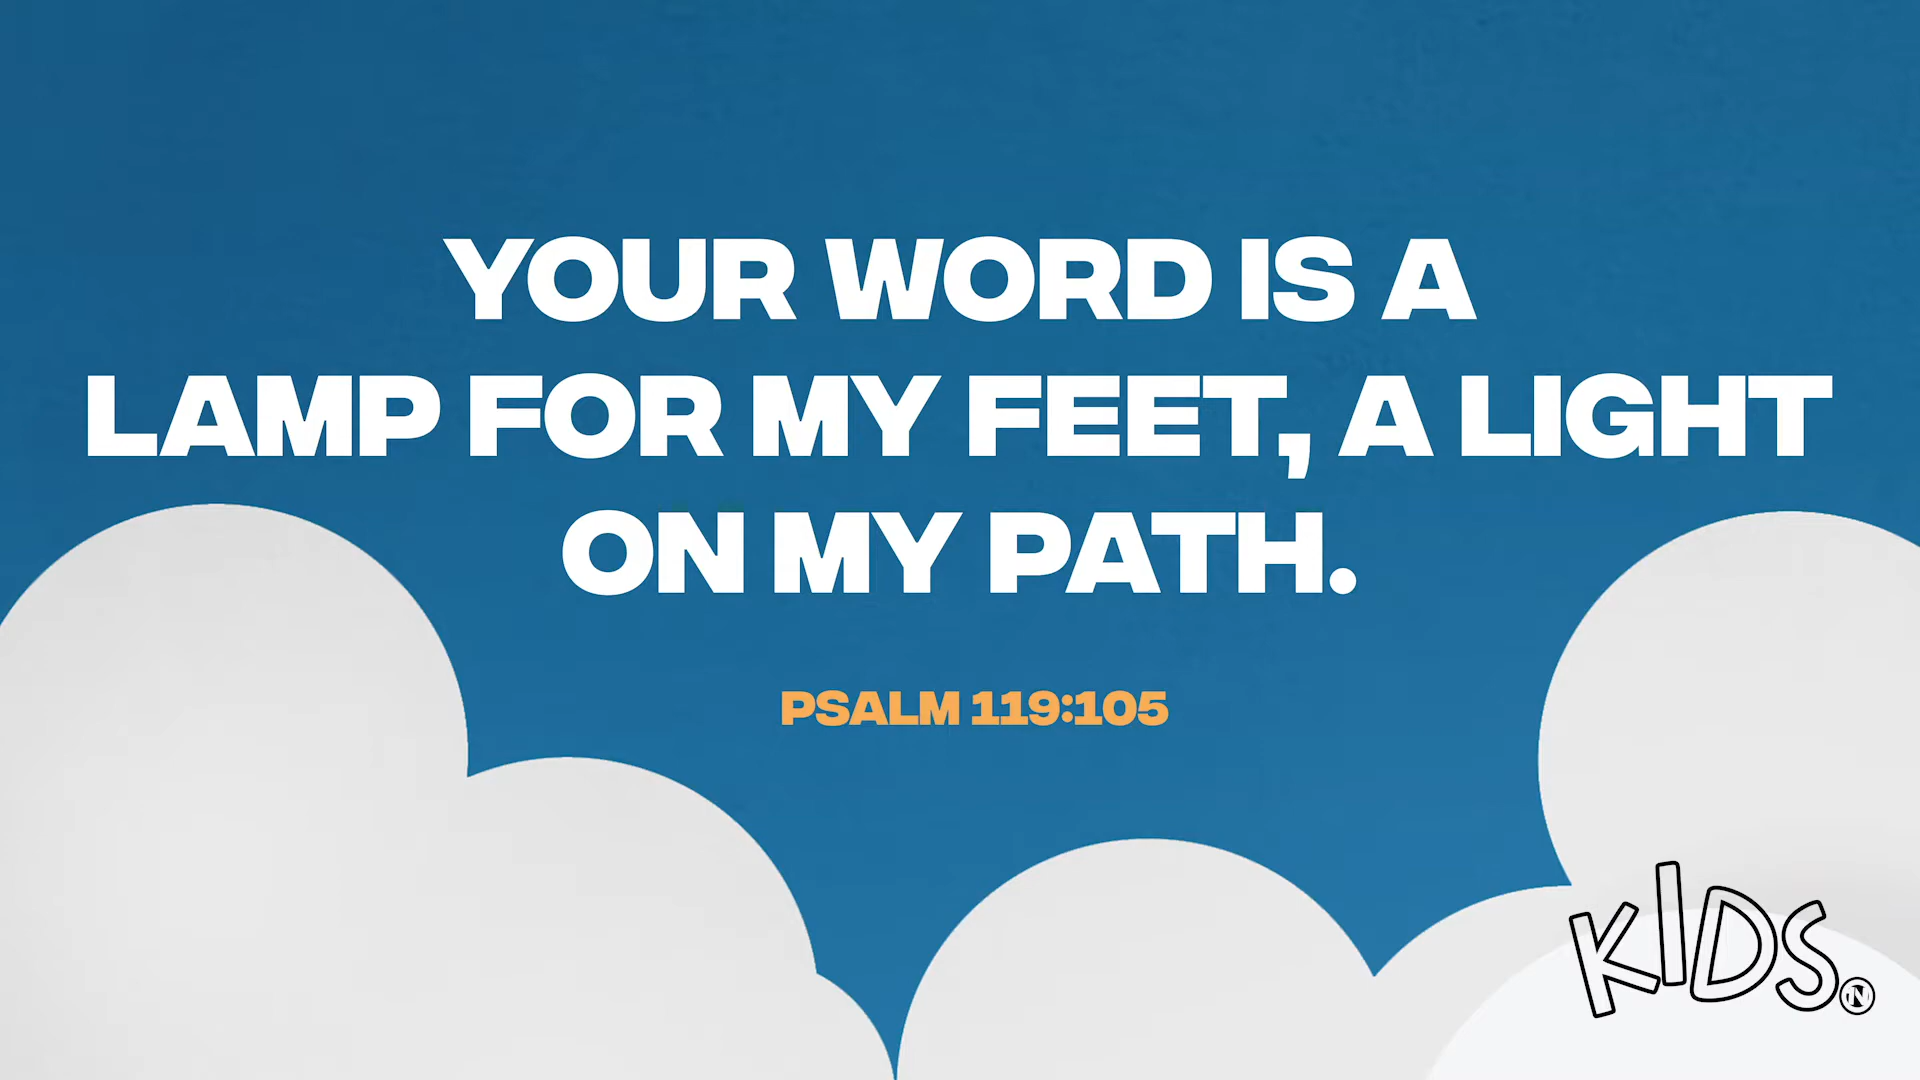 YOUR WORD IS A
LAMP FOR MY FEET, A LIGHT
ON MY PATH.
PSALM 119:105
KIDS.
N